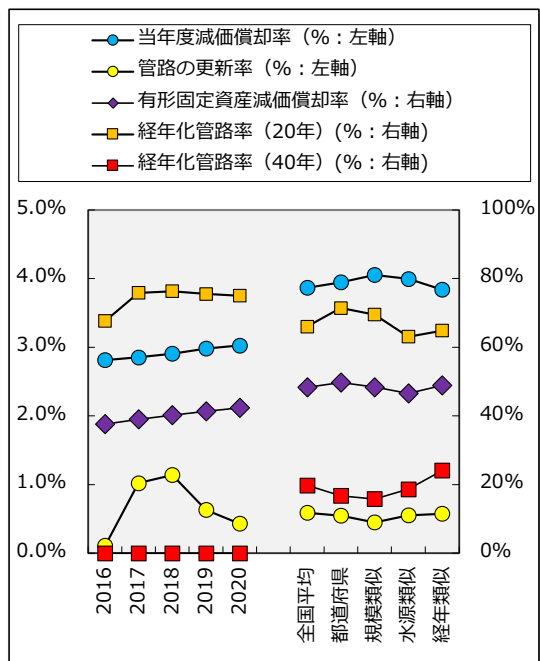 当年度減価償却率（%：左軸）
管路の更新率（%：左軸）
有形固定資産減価償却率（%：右軸）
経年化管路率（20年）(%：右軸)
経年化管路率（40年）(%：右軸)
5.0%
100%
4.0%
80%
3.0%
60%
2.0%
40%
1.0%
20%
0.0%
0%
2016
2017
2018
2019
2020
全国平均
都道府県
規模類似
水源類似
経年類似